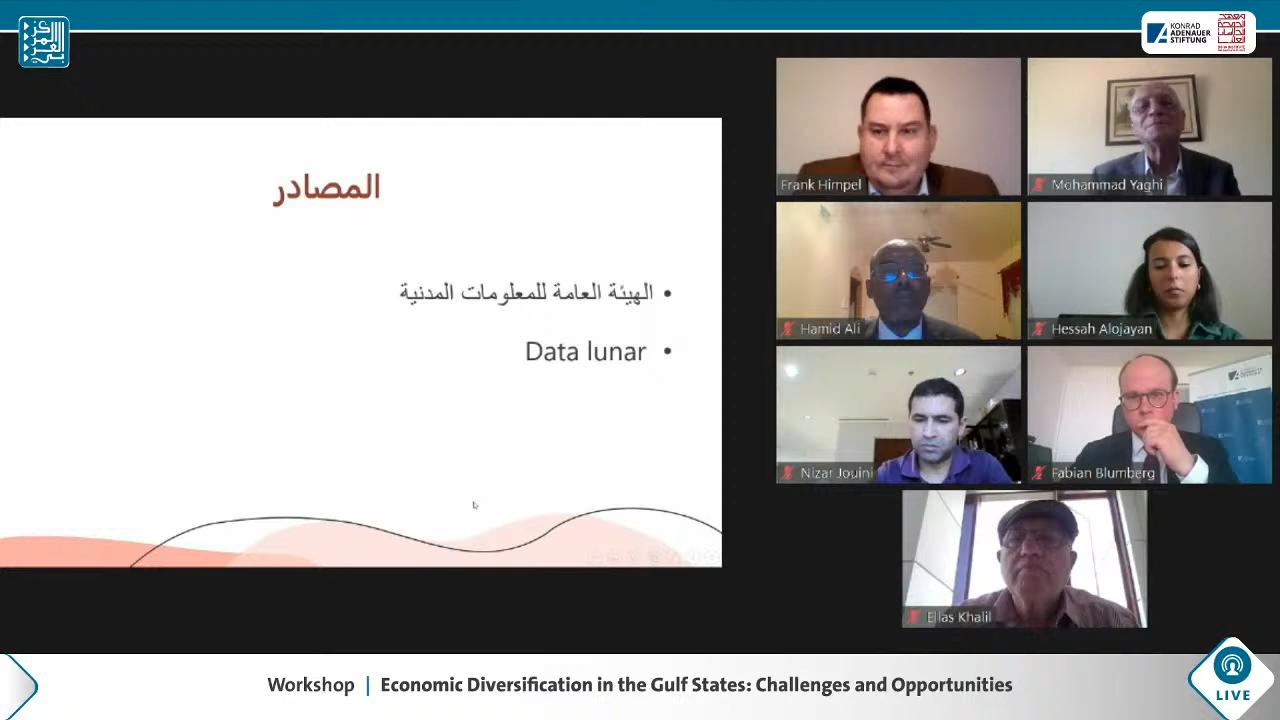 KONRAD
ADENAUER
STIFTUNG
المصادر
• الهيئة العامة للمعلومات المدنية
• Data lunar
Frank Himpel
Mohammad Yaghi
Hamid Ali
Hessah Alojayan
Nizar Jouini
Fabian Blumberg
Elias Khalil
Workshop | Economic Diversification in the Gulf States: Challenges and Opportunities
LIVE